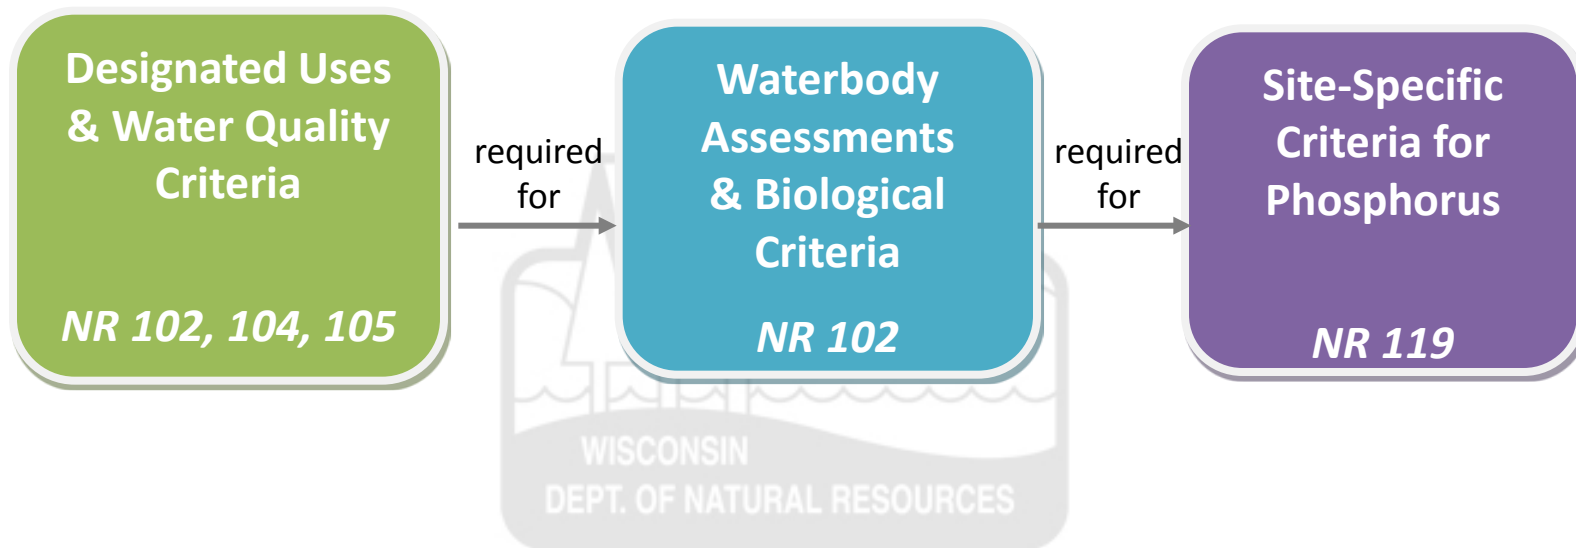 Designated Uses
& Water Quality
Criteria
NR 102, 104, 105
required
for
Waterbody
Assessments
& Biological
Criteria
NR 102
required
for
Site-Specific
Criteria for
Phosphorus
NR 119
WISCONSIN
DEPT. OF NATURAL RESOURCES